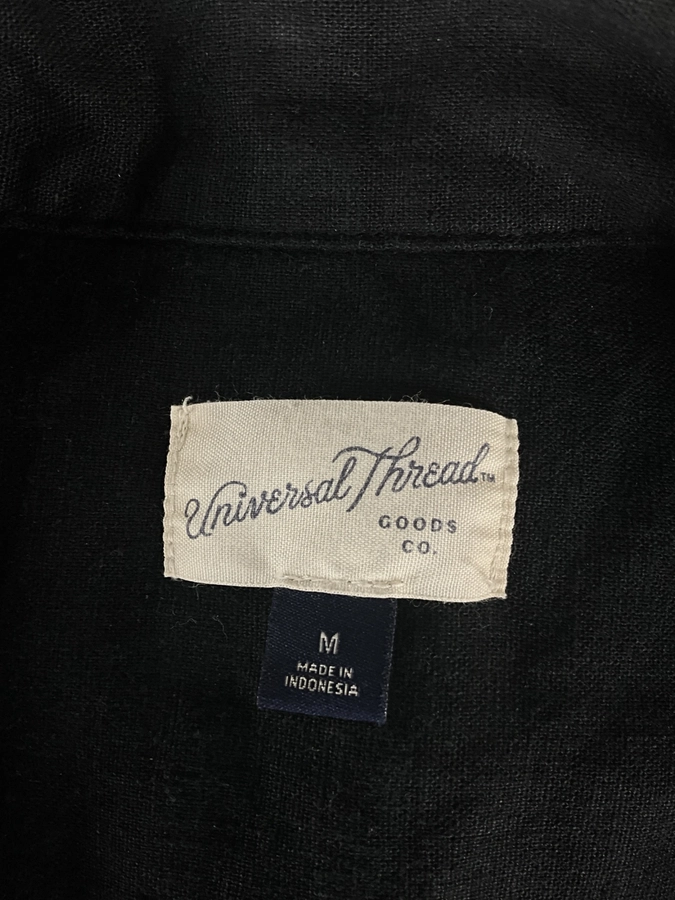 Universal Thread™
GOODS
CO.
M
MADE IN
INDONESIA